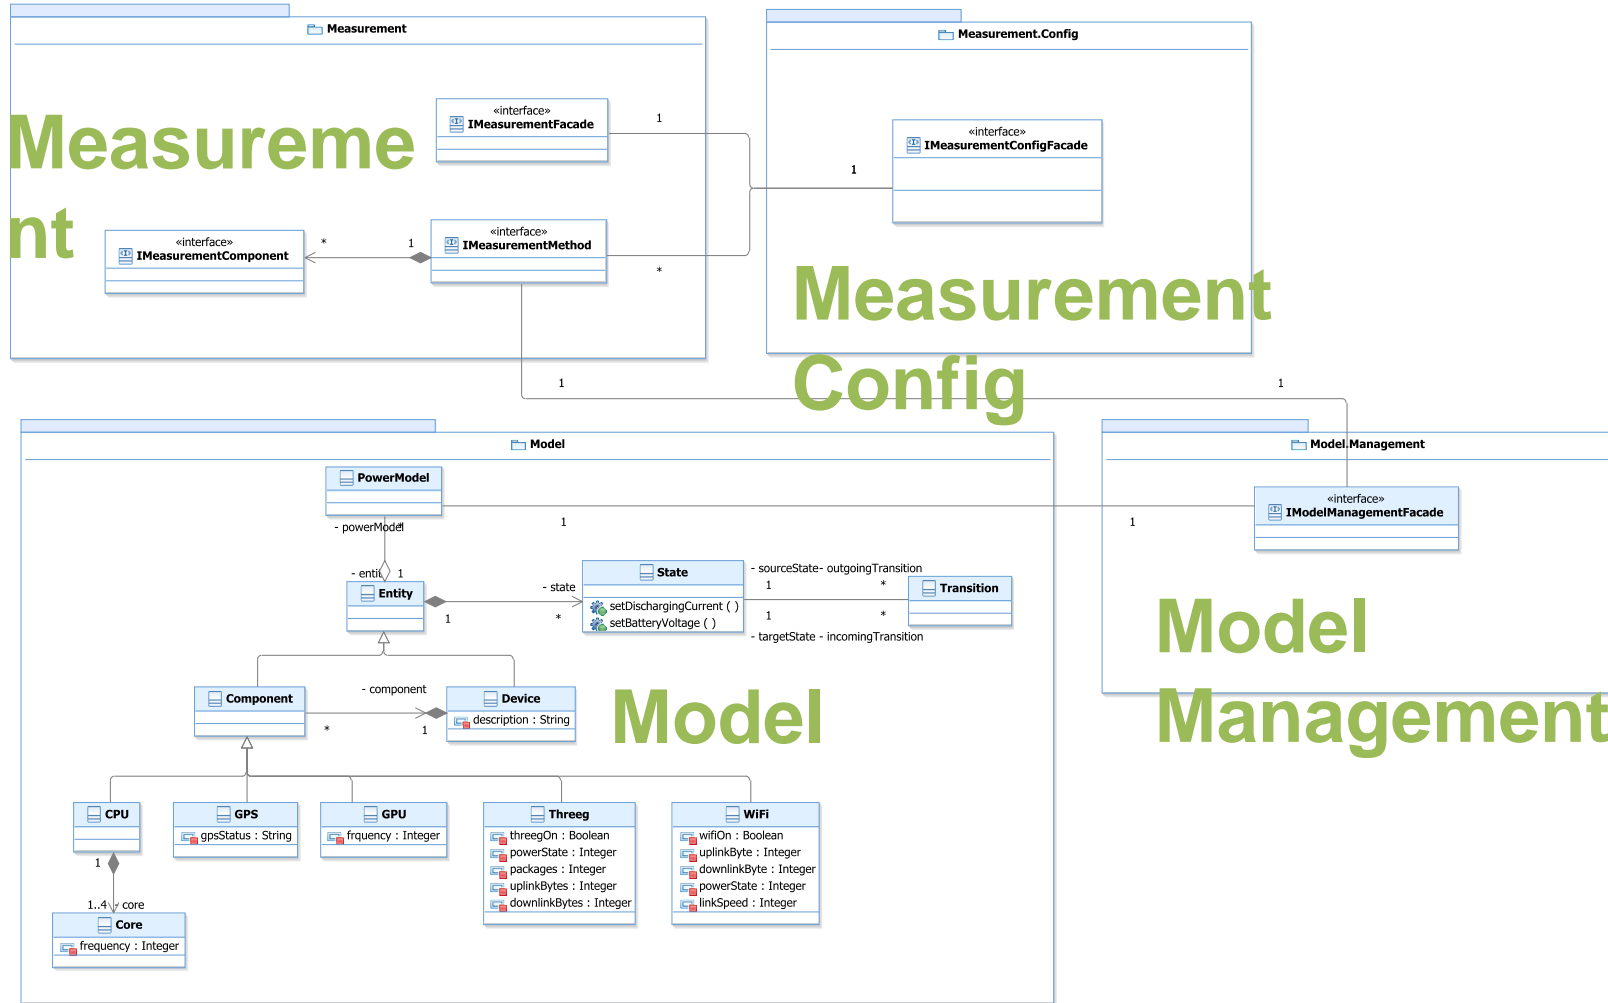 Measurement
«interface»
IMeasurementFacade
1
Measureme
nt
«interface»
IMeasurementComponent
*
1
«interface»
IMeasurementMethod
*
Measurement.Config
«interface»
IMeasurementConfigFacade
1
Measurement
Config
1
1
Model
PowerModel
- powerModel
*
1
1
- entity
1
Entity
1
- state
*
State
setDischargingCurrent ( )
setBatteryVoltage ( )
- sourceState
- outgoingTransition
1
*
1
*
- targetState
- incomingTransition
Transition
Component
- component
*
1
Device
description : String
Model
CPU
1
1..4
- core
Core
frequency : Integer
GPS
gpsStatus : String
GPU
frquency : Integer
Threeg
threegOn : Boolean
powerState : Integer
packages : Integer
uplinkBytes : Integer
downlinkBytes : Integer
WiFi
wifiOn : Boolean
uplinkByte : Integer
downlinkByte : Integer
powerState : Integer
linkSpeed : Integer
Model.Management
«interface»
IModelManagementFacade
Model
Management